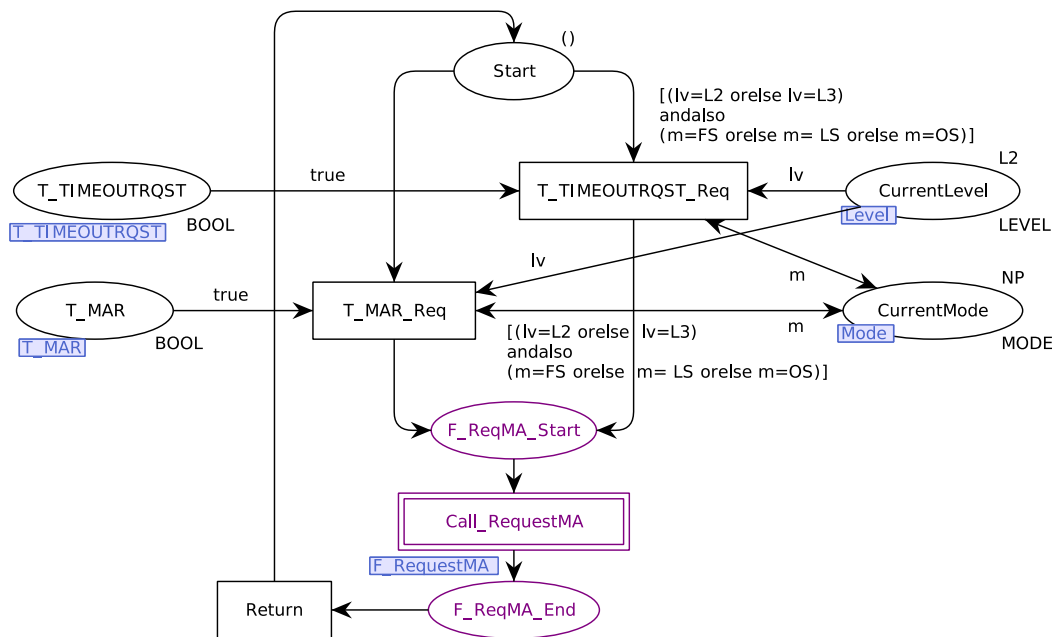 ()
Start
[(lv=L2 orelse lv=L3)
andalso
(m=FS orelse m= LS orelse m=OS)]
L2
T_TIMEOUTRQST
true
T_TIMEOUTRQST_Req
lv
CurrentLevel
T_TIMEOUTRQST
BOOL
Level
LEVEL
lv
m
NP
T_MAR
true
T_MAR_Req
CurrentMode
m
T_MAR
BOOL
Mode
MODE
[(lv=L2 orelse lv=L3)
andalso
(m=FS orelse m= LS orelse m=OS)]
F_ReqMA_Start
Call_RequestMA
F_RequestMA
Return
F_ReqMA_End